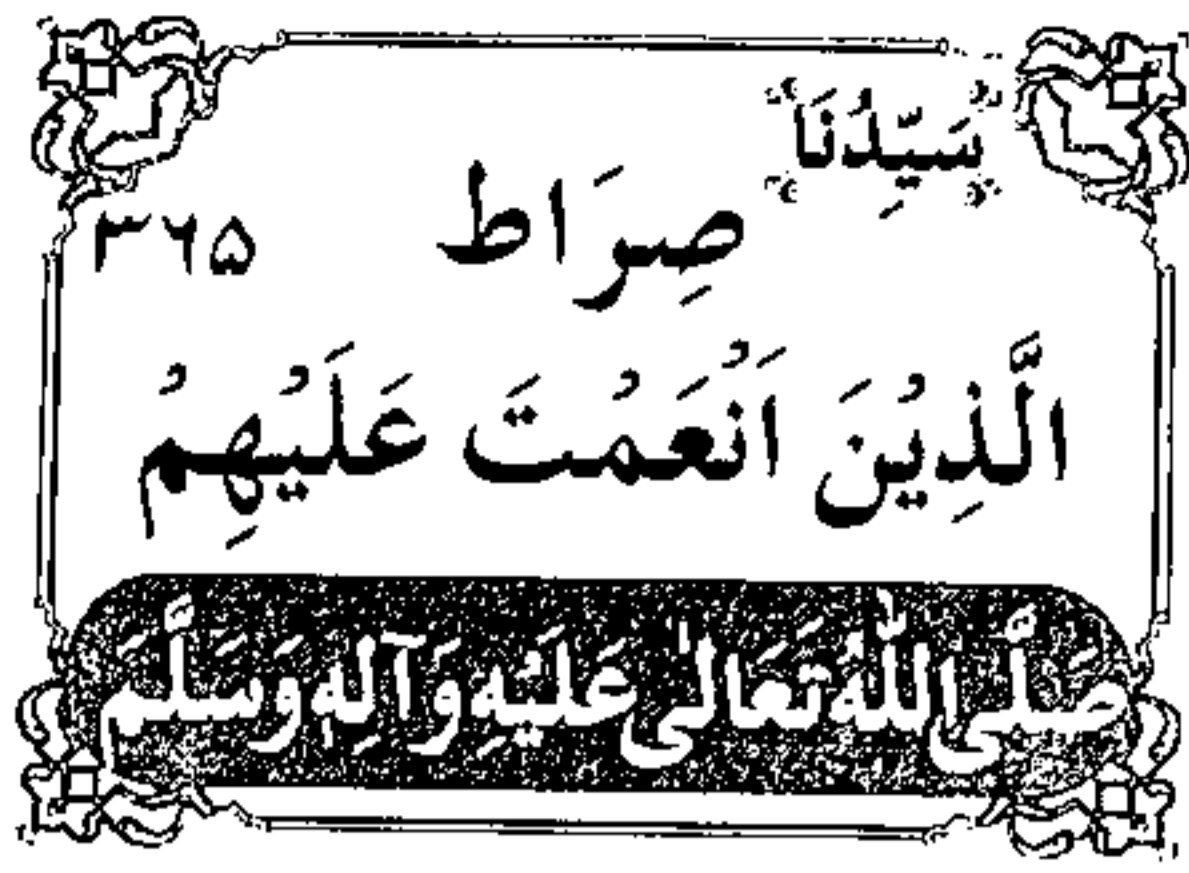 سَيِّدُنَا
صِرَاط ۳۶۵
الَّذِيْنَ اَنْعَمْتَ عَلَيْهِمْ
صَلَّى اللّٰهُ تَعَالٰى عَلَيْهِ وَآلِهٖ وَسَلَّمَ